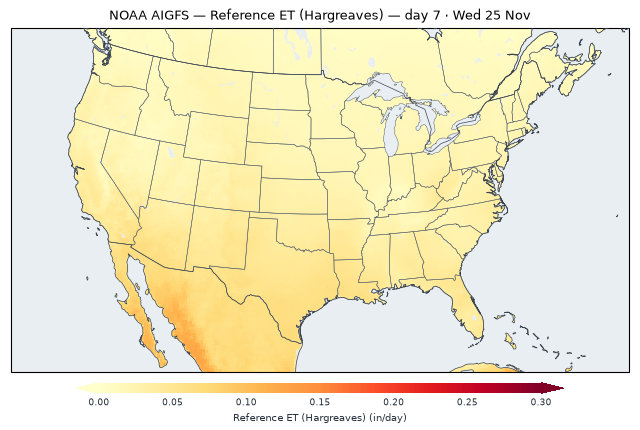 NOAA AIGFS — Reference ET (Hargreaves) — day 7 · Wed 25 Nov
0.00 0.05 0.10 0.15 0.20 0.25 0.30
Reference ET (Hargreaves) (in/day)